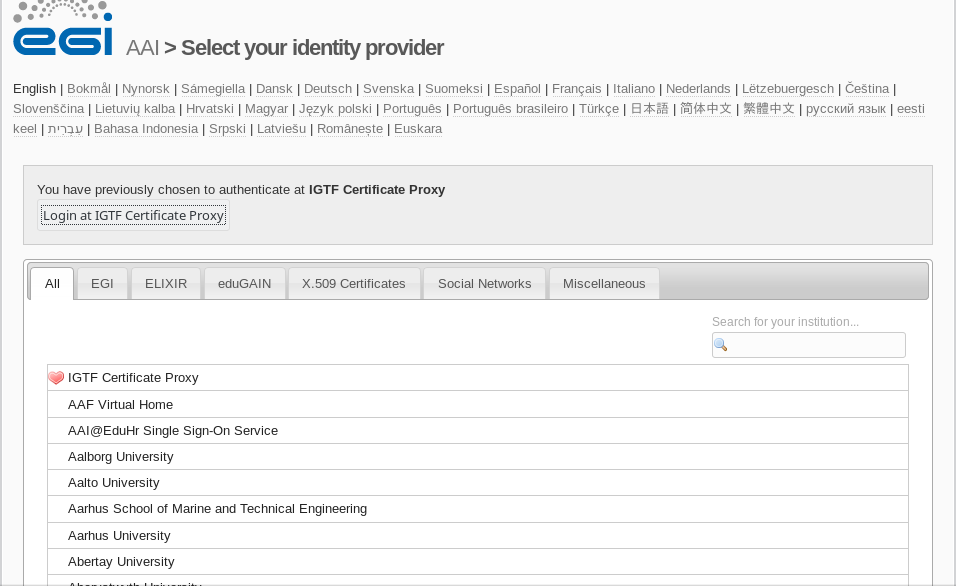 egi AAI > Select your identity provider
English | Bokmål | Nynorsk | Sámegiella | Dansk | Deutsch | Svenska | Suomeksi | Español | Français | Italiano | Nederlands | Lëtzebuergesch | Čeština |
Slovenščina | Lietuvių kalba | Hrvatski | Magyar | Język polski | Português | Português brasileiro | Türkçe | 日本語 | 简体中文 | 繁體中文 | русский язык | eesti
keel | עִבְרִית | Bahasa Indonesia | Srpski | Latviešu | Românește | Euskara
You have previously chosen to authenticate at IGTF Certificate Proxy
Login at IGTF Certificate Proxy
All EGI ELIXIR eduGAIN X.509 Certificates Social Networks Miscellaneous
Search for your institution...
IGTF Certificate Proxy
AAF Virtual Home
AAI@EduHr Single Sign-On Service
Aalborg University
Aalto University
Aarhus School of Marine and Technical Engineering
Aarhus University
Abertay University
Aberystwyth University